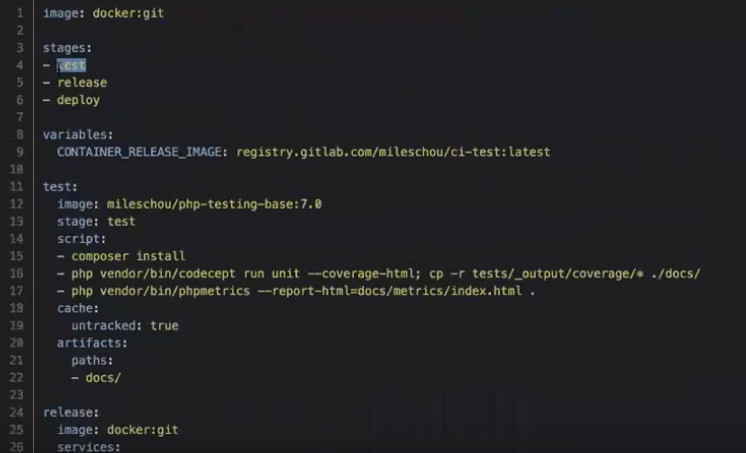 1 image: docker:git
2
3 stages:
4 - test
5 - release
6 - deploy
7
8 variables:
9 CONTAINER_RELEASE_IMAGE: registry.gitlab.com/mileschou/ci-test:latest
10
11 test:
12 image: mileschou/php-testing-base:7.0
13 stage: test
14 script:
15 - composer install
16 - php vendor/bin/codecept run unit --coverage-html; cp -r tests/_output/coverage/* ./docs/
17 - php vendor/bin/phpmetrics --report-html=docs/metrics/index.html .
18 cache:
19 untracked: true
20 artifacts:
21 paths:
22 - docs/
23
24 release:
25 image: docker:git
26 services: